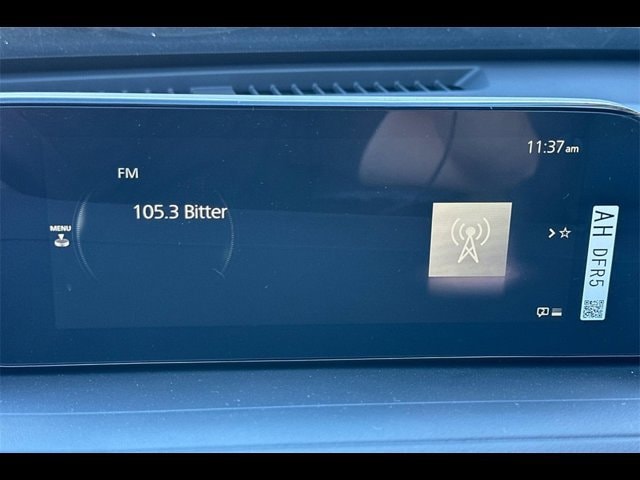 11:37am
FM
105.3 Bitter
MENU
AH DFR5